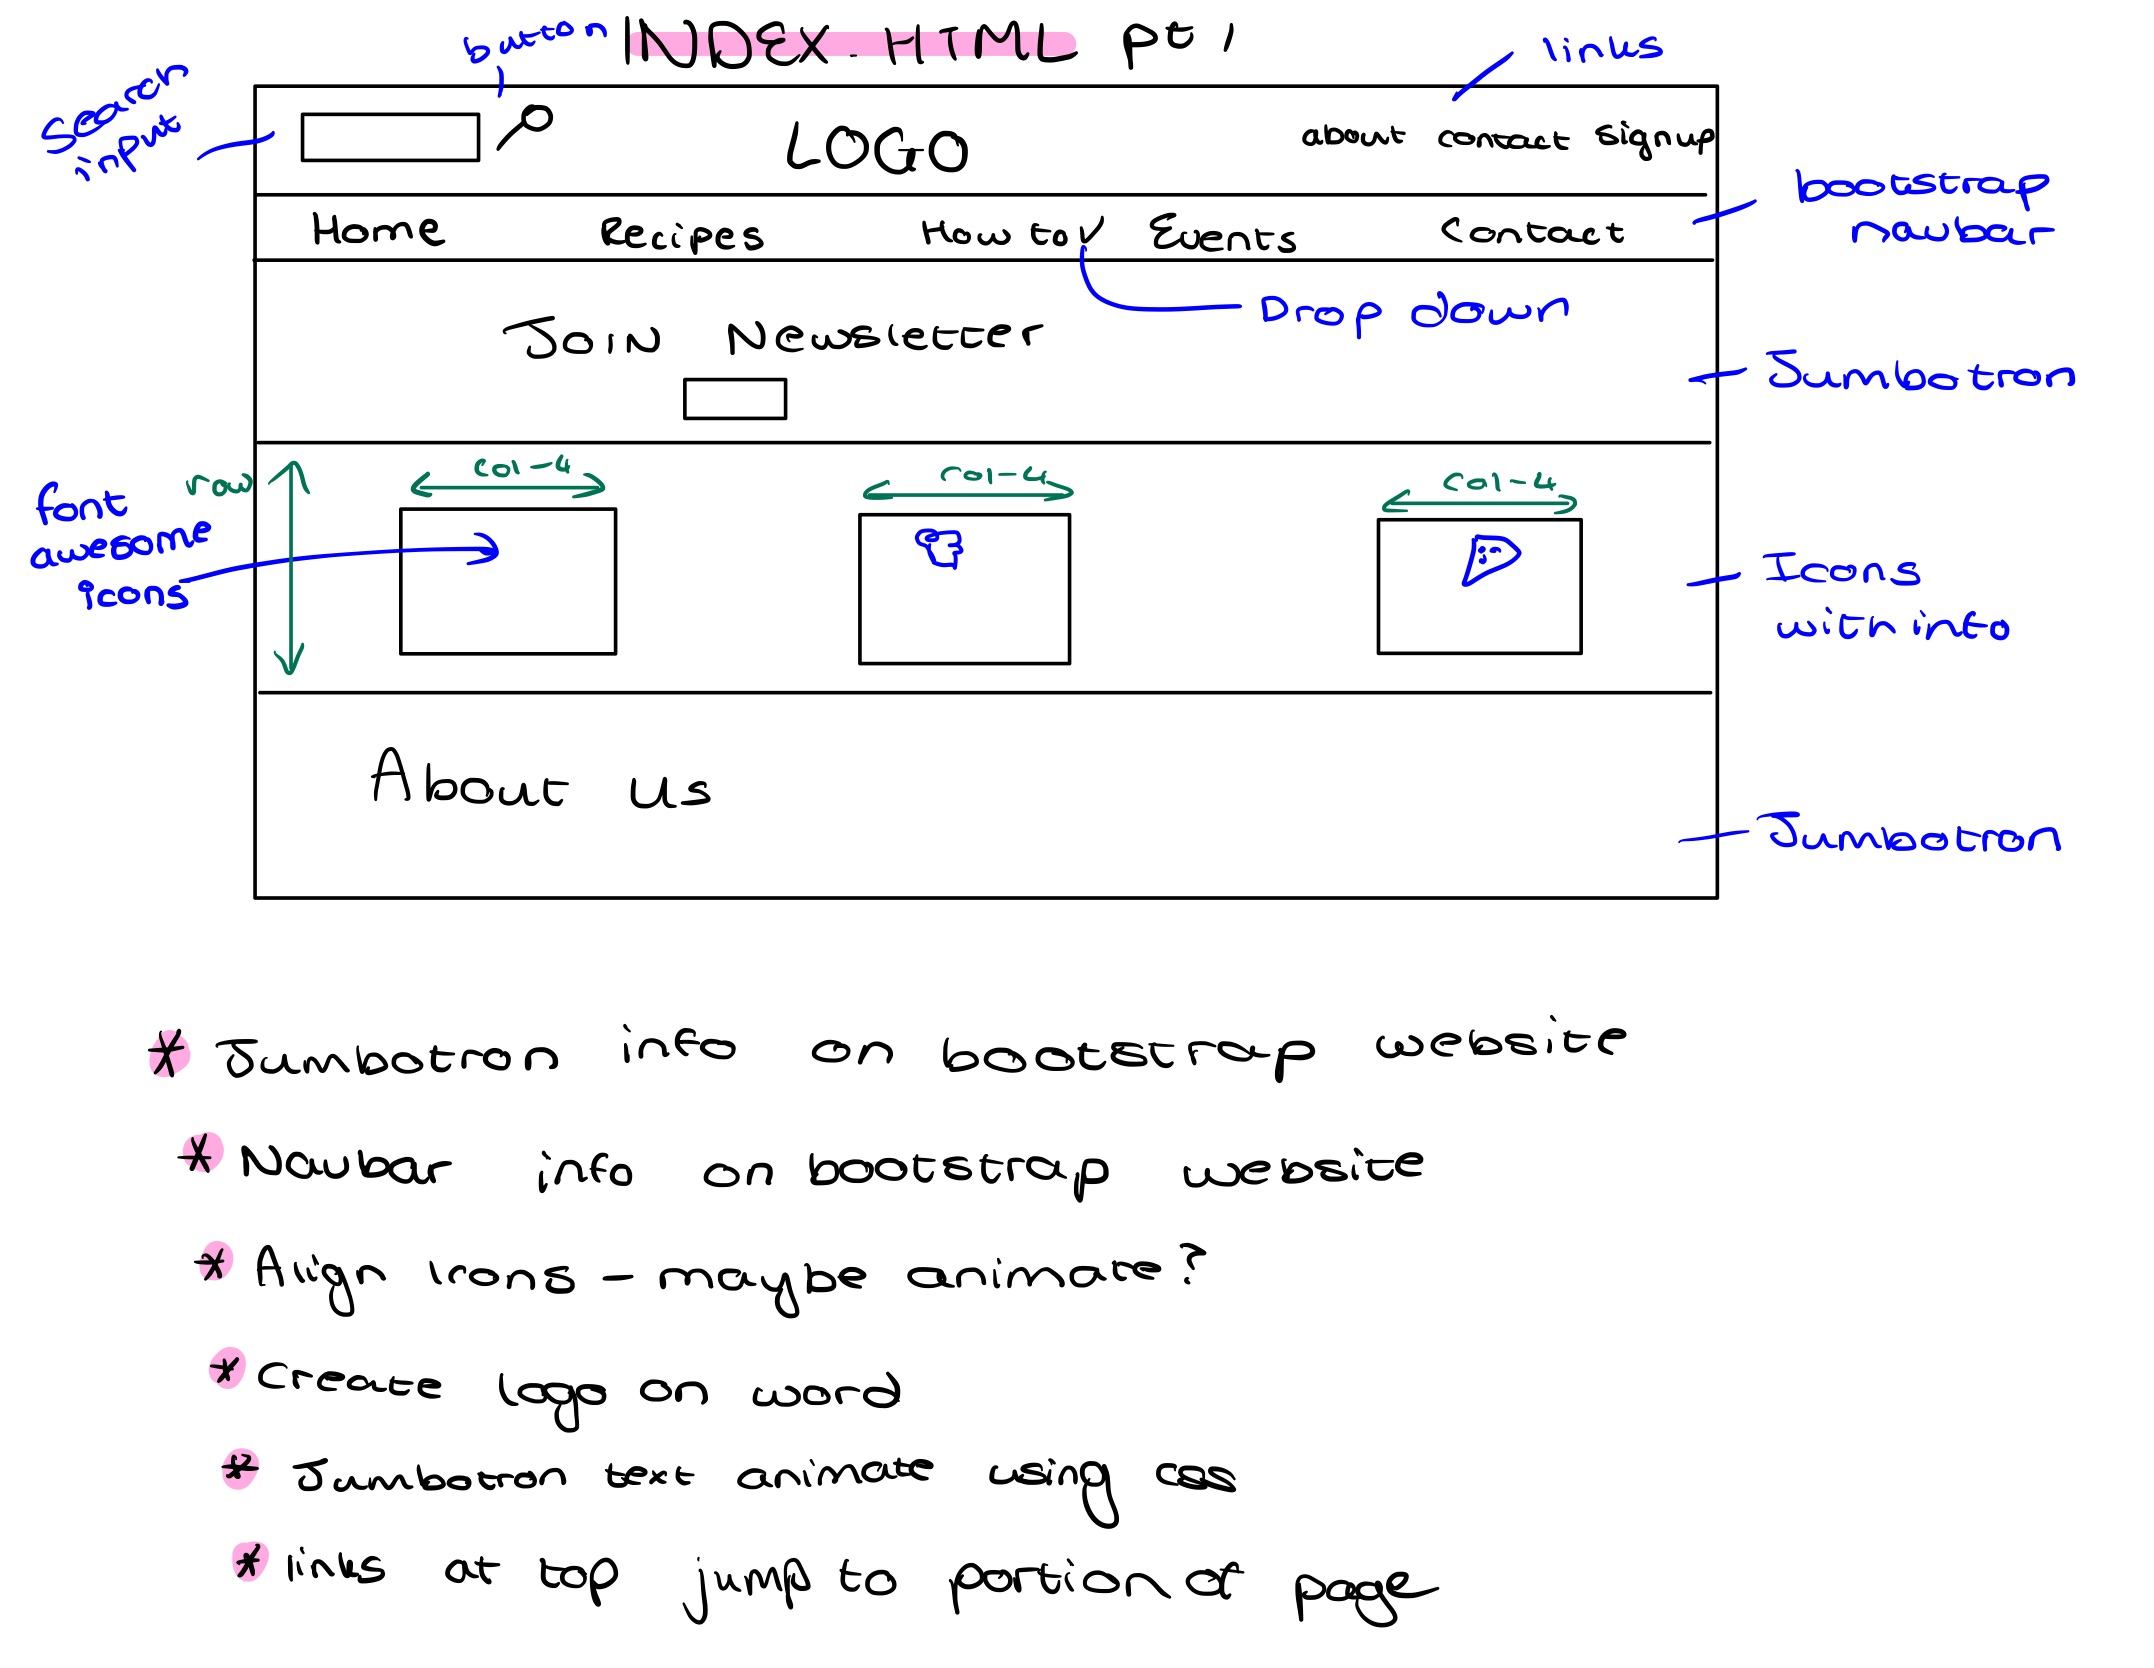 INDEX.HTML pt 1
button
links
Search
input
LOGO
about contact signup
bootstrap
navbar
Home Recipes How to Events Contact
Drop down
Join Newsletter
Jumbotron
row
col-4 col-4 col-4
font
awesome
icons
Icons
with info
About Us
Jumbotron
* Jumbotron info on bootstrap website
* Navbar info on bootstrap website
* Align Icons - maybe animate?
* Create logo on word
* Jumbotron text animate using css
* links at top jump to portion of page